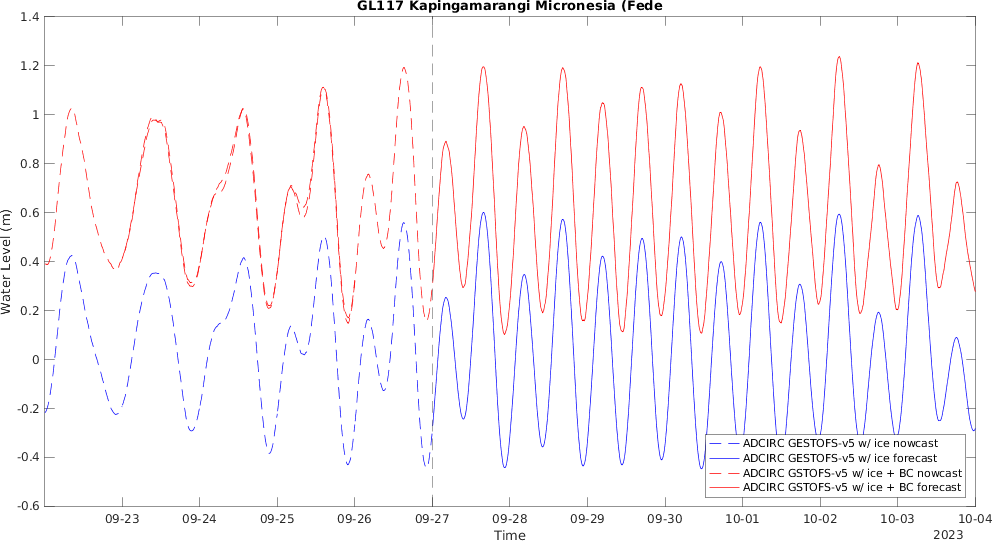 GL117 Kapingamarangi Micronesia (Fede
1.4
1.2
1
0.8
0.6
0.4
0.2
0
-0.2
-0.4
-0.6
Water Level (m)
ADCIRC GESTOFS-v5 w/ ice nowcast
ADCIRC GESTOFS-v5 w/ ice forecast
ADCIRC GSTOFS-v5 w/ ice + BC nowcast
ADCIRC GSTOFS-v5 w/ ice + BC forecast
09-23 09-24 09-25 09-26 09-27 09-28 09-29 09-30 10-01 10-02 10-03 10-04
Time
2023